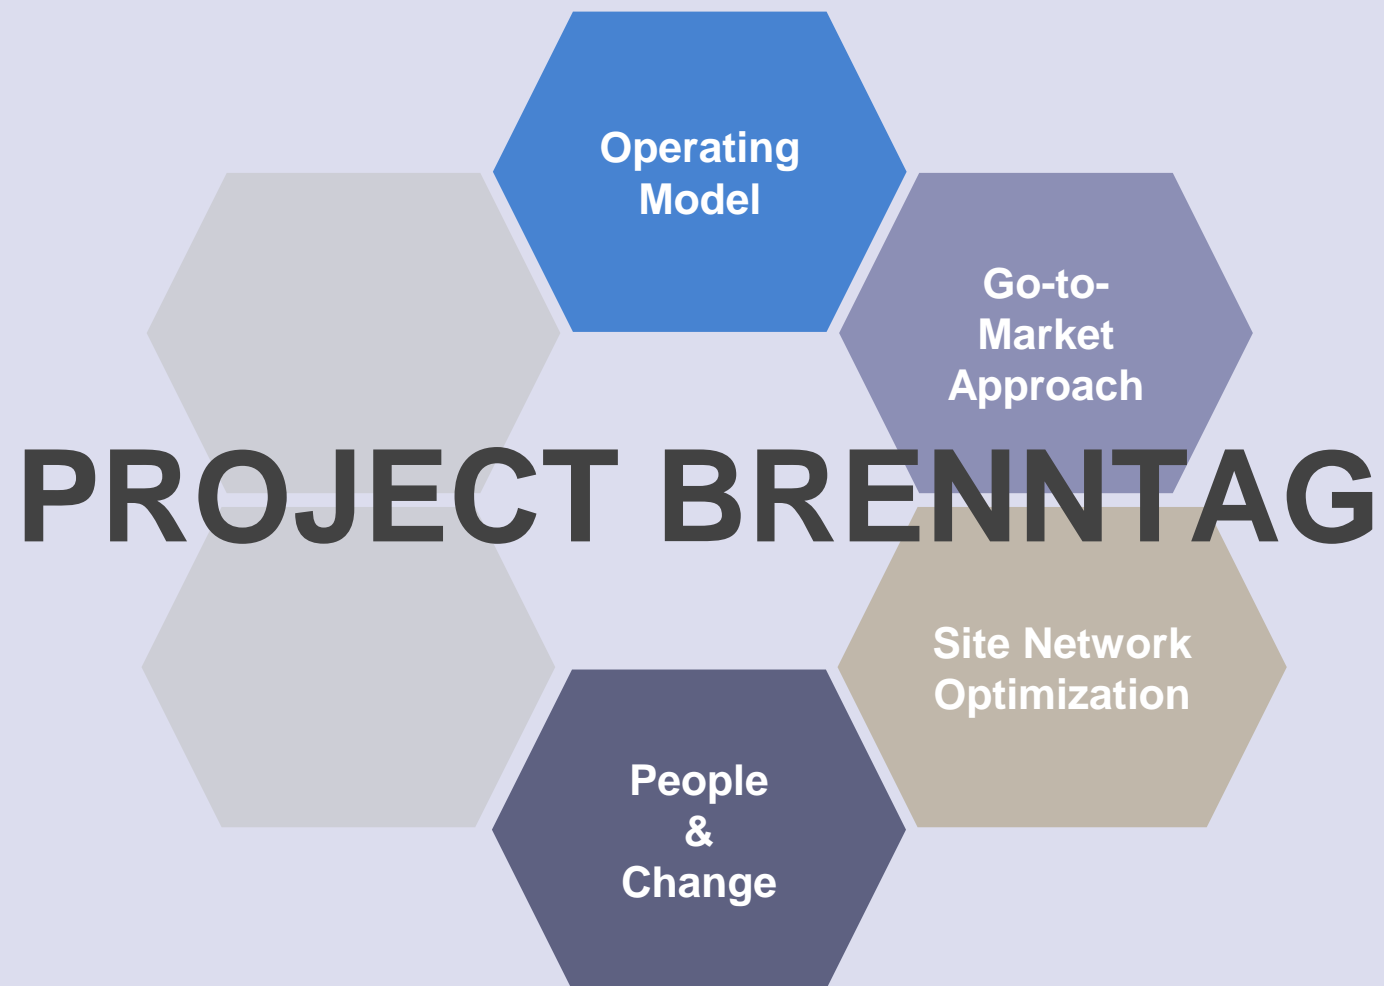 Operating
Model
Go-to-
Market
Approach
PROJECT BRENNTAG
Site Network
Optimization
People
&
Change